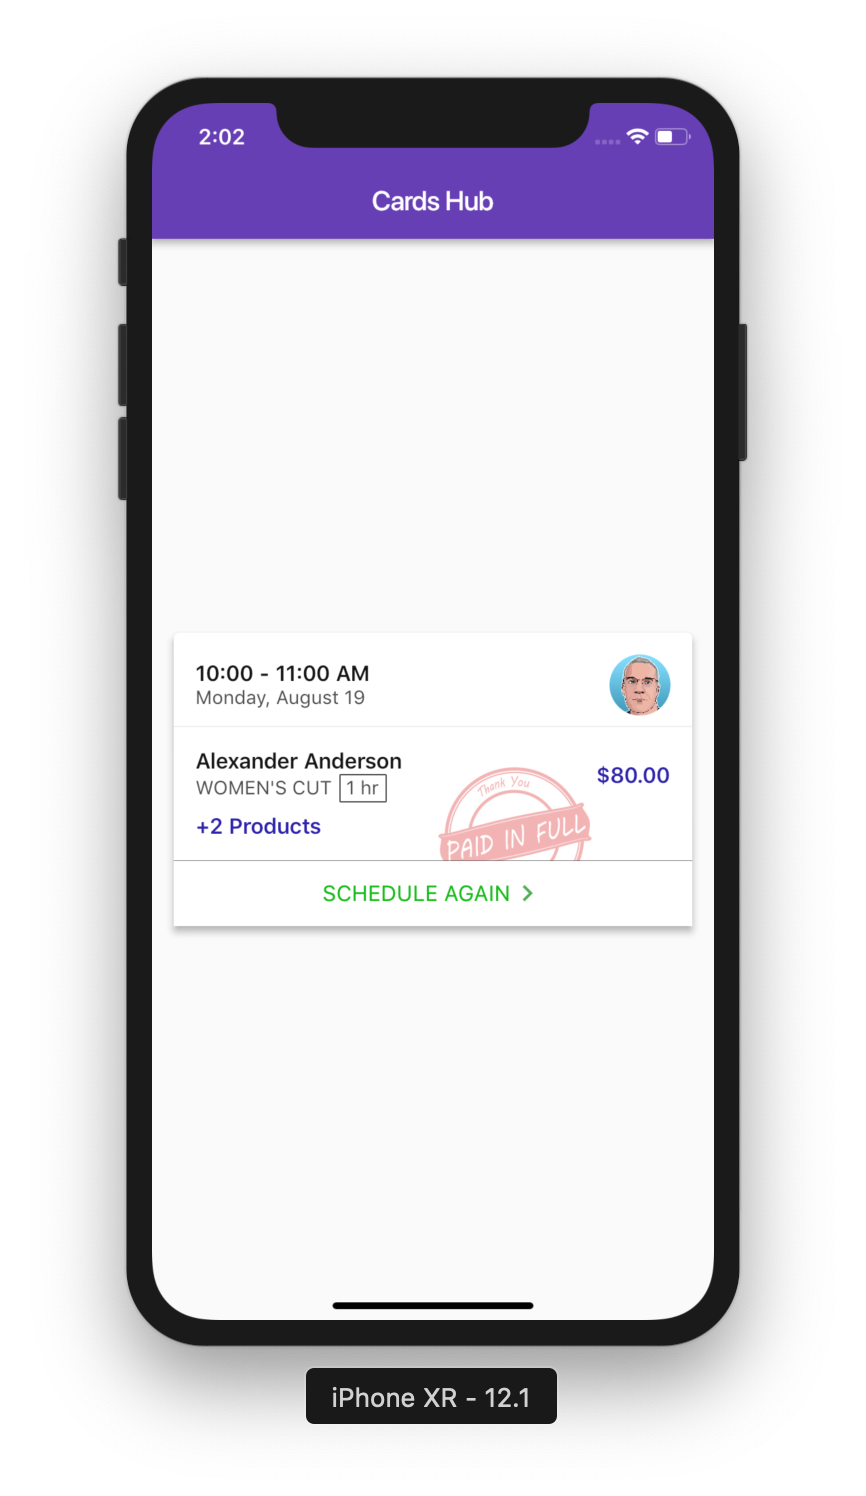 2:02
Cards Hub
10:00 - 11:00 AM
Monday, August 19
Alexander Anderson
$80.00
WOMEN'S CUT 1 hr
+2 Products
Thank You
PAID IN FULL
SCHEDULE AGAIN
iPhone XR - 12.1